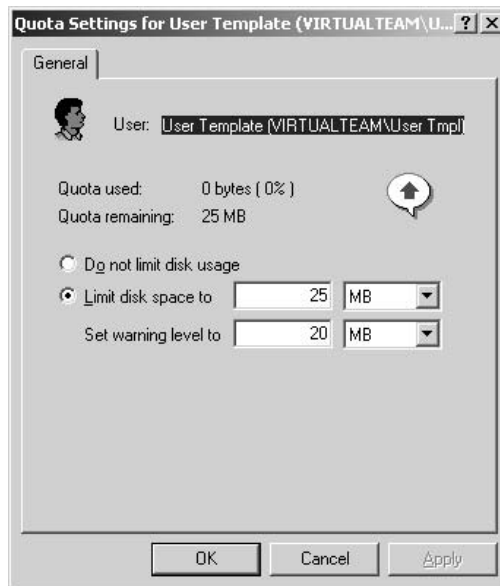 Quota Settings for User Template (VIRTUALTEAM\U... ? X
General
User: User Template (VIRTUALTEAM\User Tmpl)
Quota used: 0 bytes ( 0% )
Quota remaining: 25 MB
Do not limit disk usage
Limit disk space to 25 MB
Set warning level to 20 MB
OK Cancel Apply